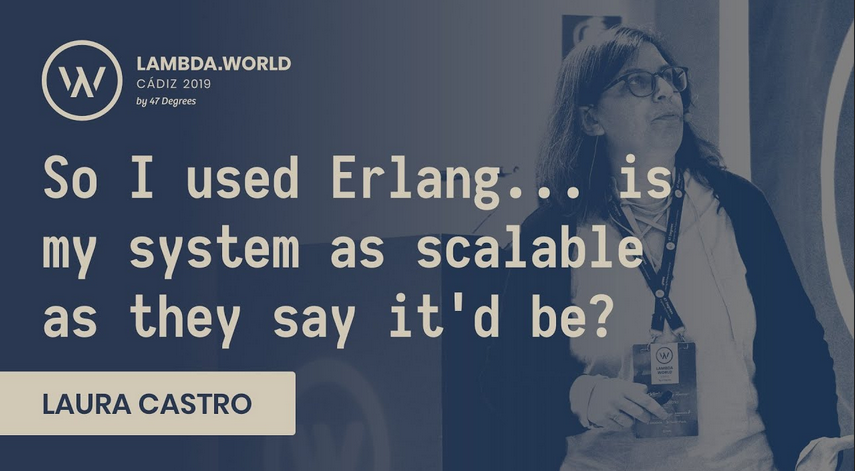 LAMBDA.WORLD
CÁDIZ 2019
by 47 Degrees
So I used Erlang... is
my system as scalable
as they say it'd be?
LAURA CASTRO